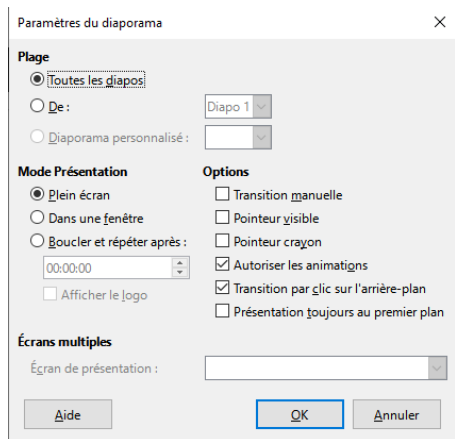 Paramètres du diaporama
Plage
Toutes les diapos
De :
Diapo 1
Diaporama personnalisé :
Mode Présentation
Plein écran
Dans une fenêtre
Boucler et répéter après :
00:00:00
Afficher le logo
Options
Transition manuelle
Pointeur visible
Pointeur crayon
Autoriser les animations
Transition par clic sur l'arrière-plan
Présentation toujours au premier plan
Écrans multiples
Écran de présentation :
Aide
OK
Annuler